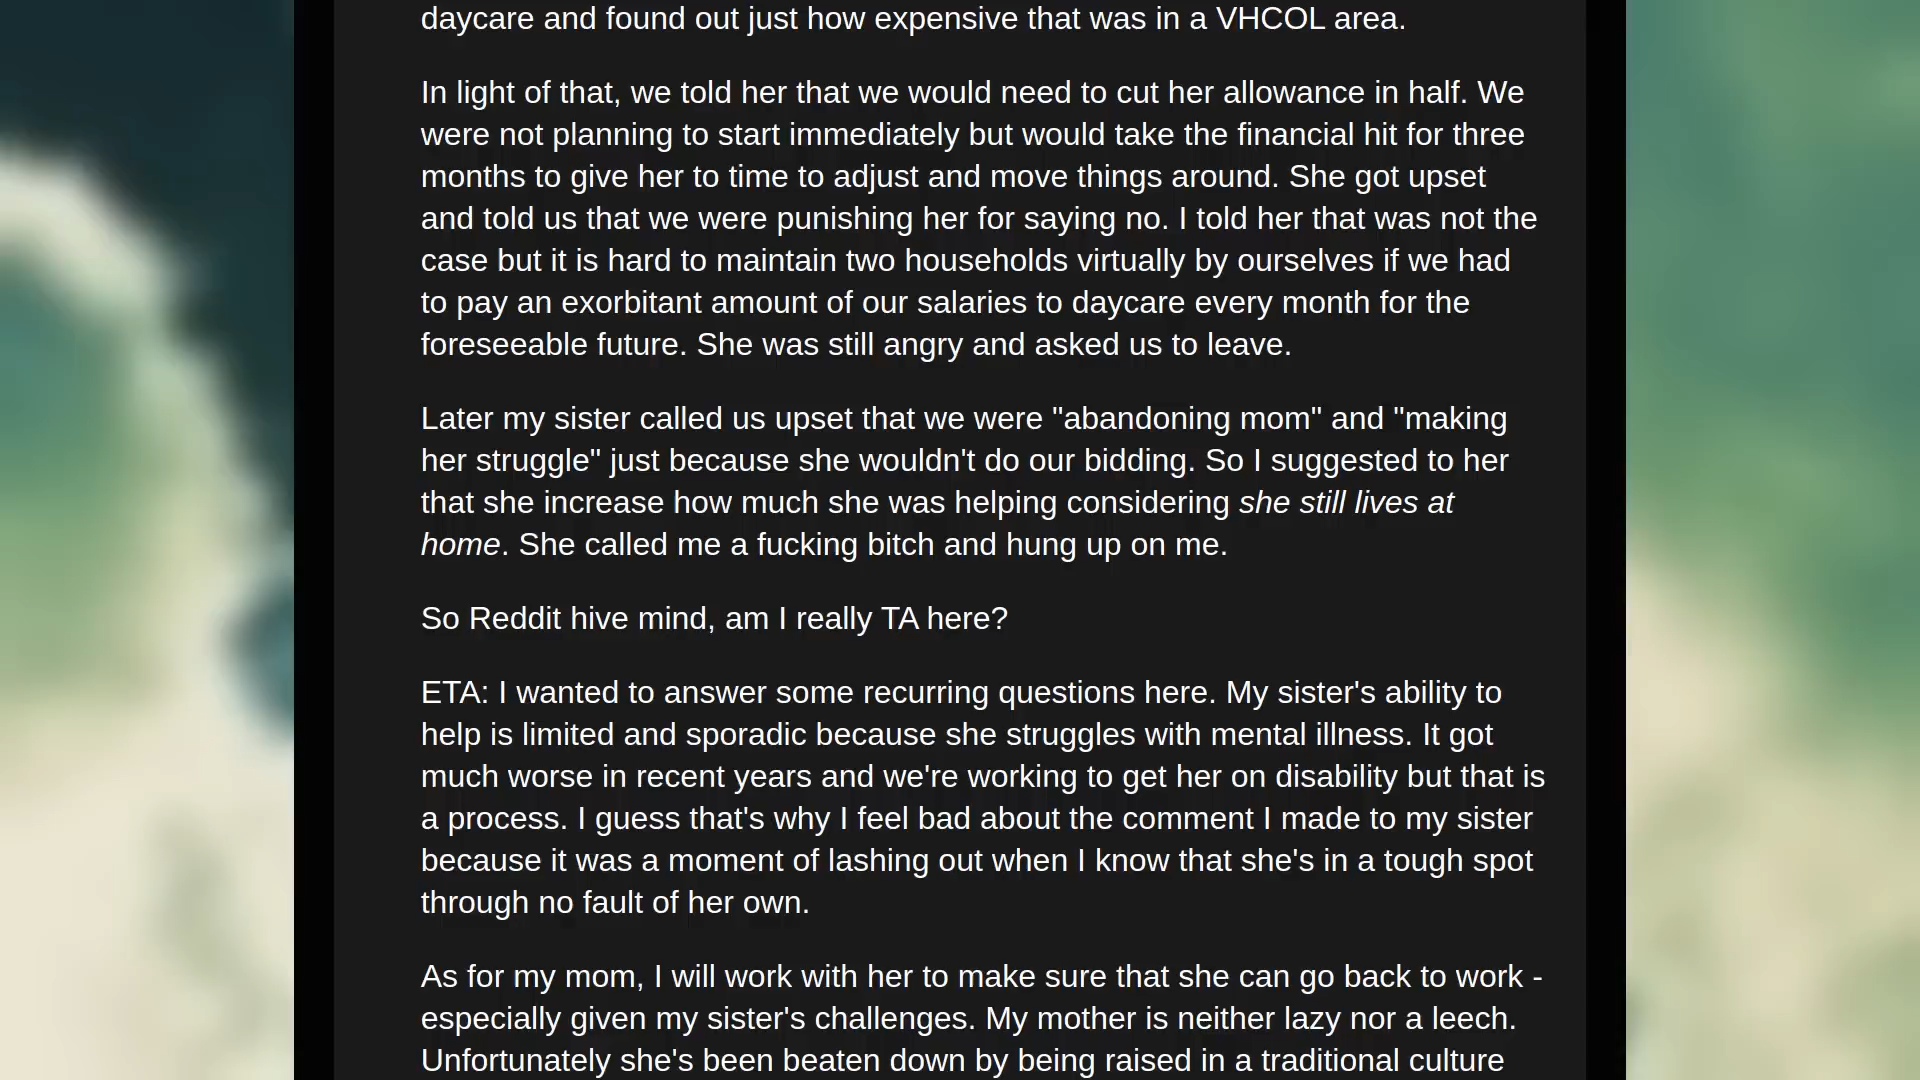 daycare and found out just how expensive that was in a VHCOL area.
In light of that, we told her that we would need to cut her allowance in half. We
were not planning to start immediately but would take the financial hit for three
months to give her to time to adjust and move things around. She got upset
and told us that we were punishing her for saying no. I told her that was not the
case but it is hard to maintain two households virtually by ourselves if we had
to pay an exorbitant amount of our salaries to daycare every month for the
foreseeable future. She was still angry and asked us to leave.
Later my sister called us upset that we were "abandoning mom" and "making
her struggle" just because she wouldn't do our bidding. So I suggested to her
that she increase how much she was helping considering she still lives at
home. She called me a fucking bitch and hung up on me.
So Reddit hive mind, am I really TA here?
ETA: I wanted to answer some recurring questions here. My sister's ability to
help is limited and sporadic because she struggles with mental illness. It got
much worse in recent years and we're working to get her on disability but that is
a process. I guess that's why I feel bad about the comment I made to my sister
because it was a moment of lashing out when I know that she's in a tough spot
through no fault of her own.
As for my mom, I will work with her to make sure that she can go back to work -
especially given my sister's challenges. My mother is neither lazy nor a leech.
Unfortunately she's been beaten down by being raised in a traditional culture